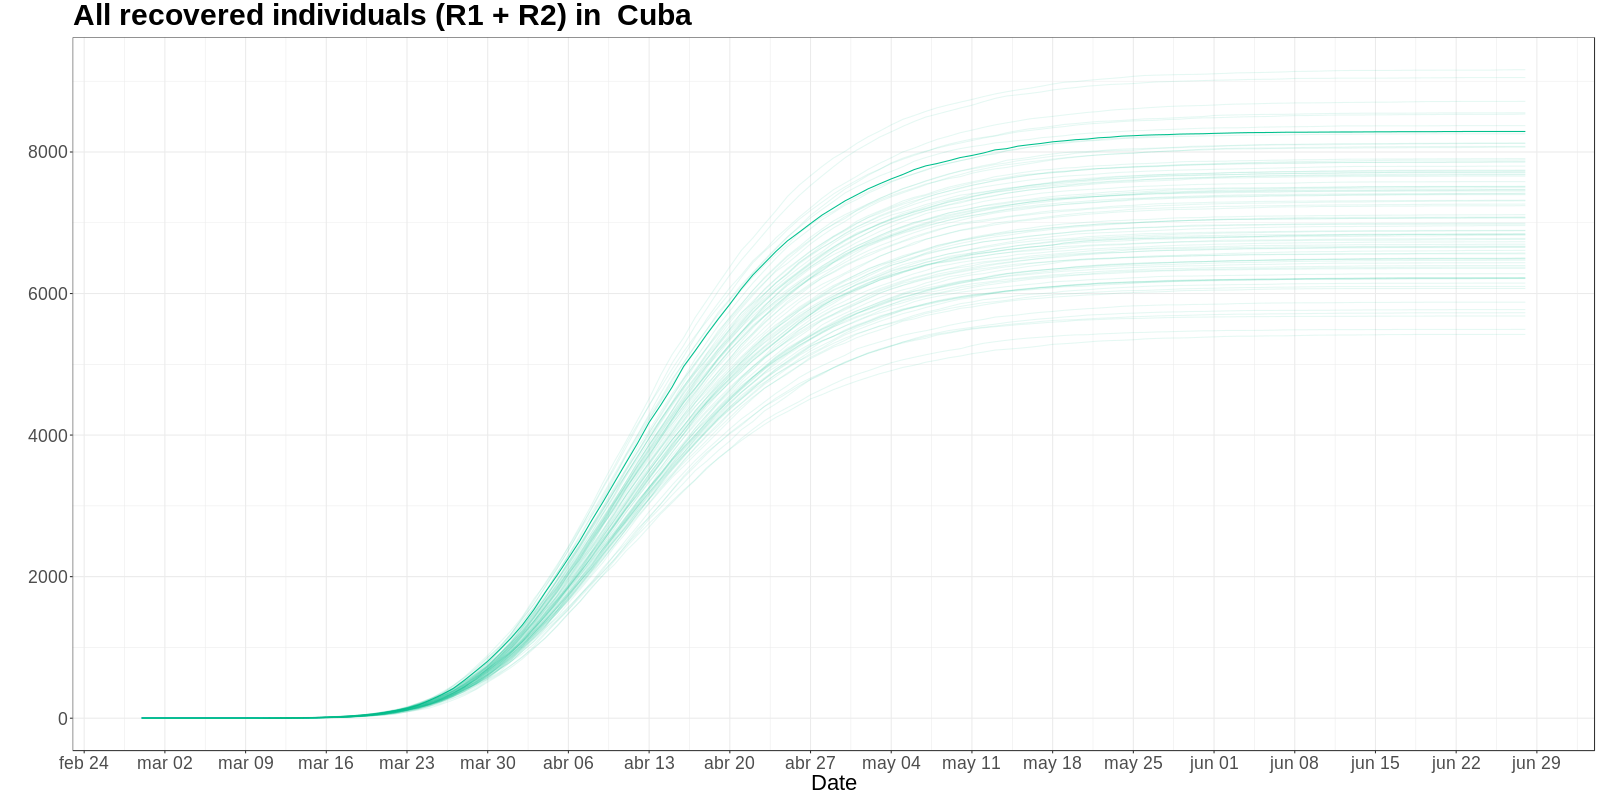 All recovered individuals (R1 + R2) in  Cuba
8000
6000
4000
2000
0
feb 24 mar 02 mar 09 mar 16 mar 23 mar 30 abr 06 abr 13 abr 20 abr 27 may 04 may 11 may 18 may 25 jun 01 jun 08 jun 15 jun 22 jun 29
Date